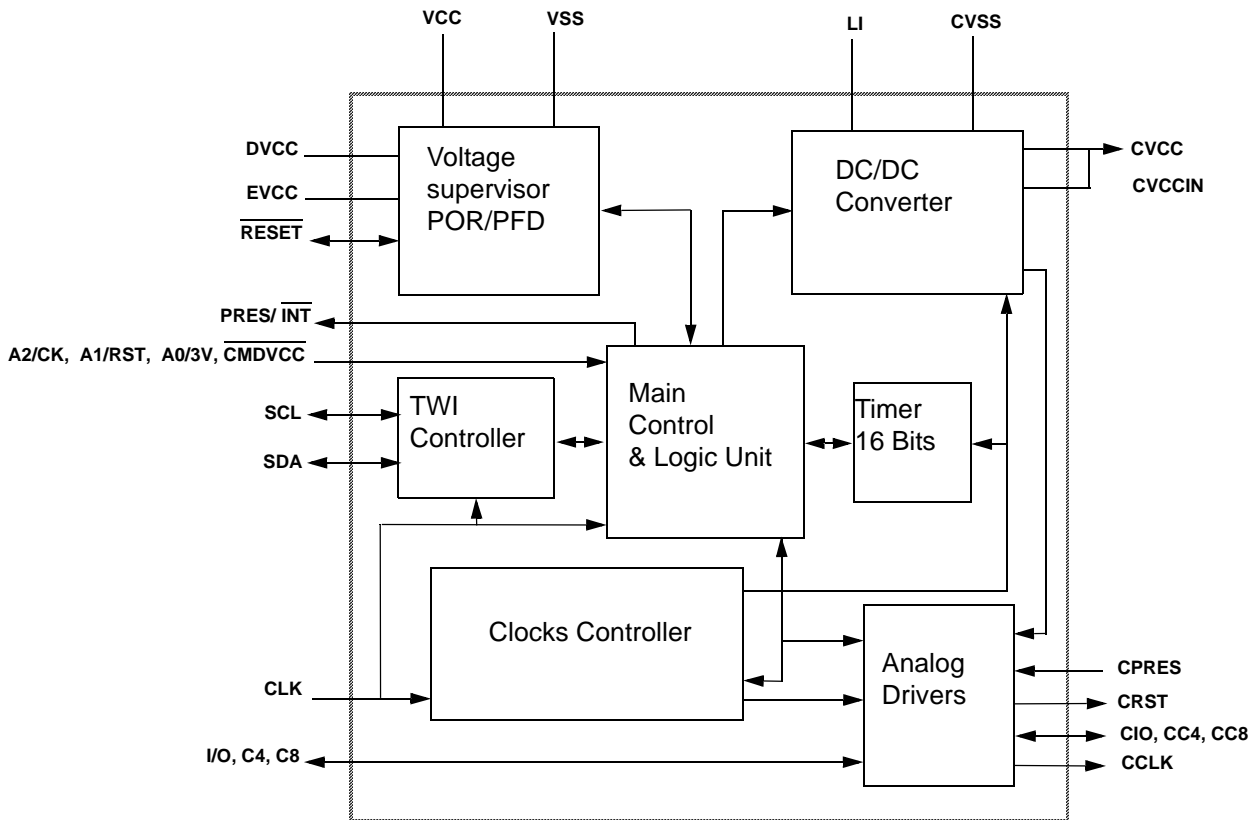 VCC
VSS
LI
CVSS
DVCC
EVCC
RESET
Voltage
supervisor
POR/PFD
DC/DC
Converter
CVCC
CVCCIN
PRES/ INT
A2/CK, A1/RST, A0/3V, CMDVCC
SCL
SDA
TWI
Controller
Main
Control
& Logic Unit
Timer
16 Bits
Clocks Controller
Analog
Drivers
CLK
I/O, C4, C8
CPRES
CRST
CIO, CC4, CC8
CCLK